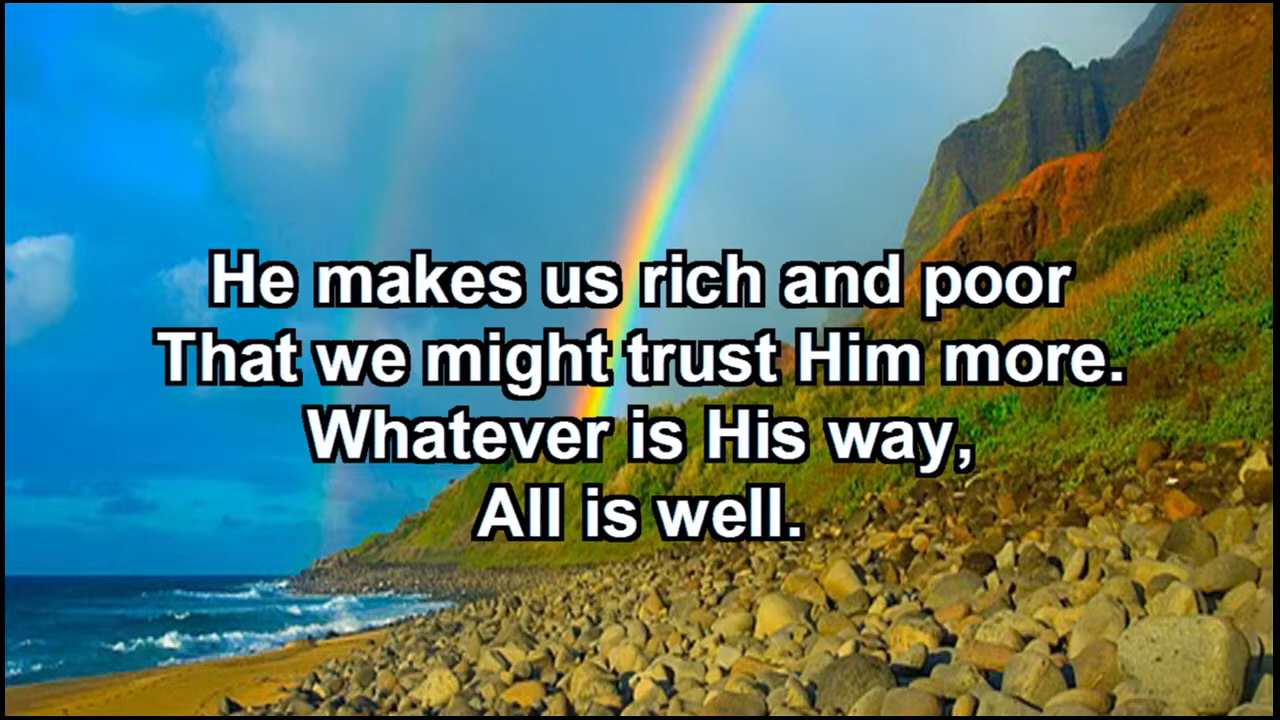 He makes us rich and poor
That we might trust Him more.
Whatever is His way,
All is well.